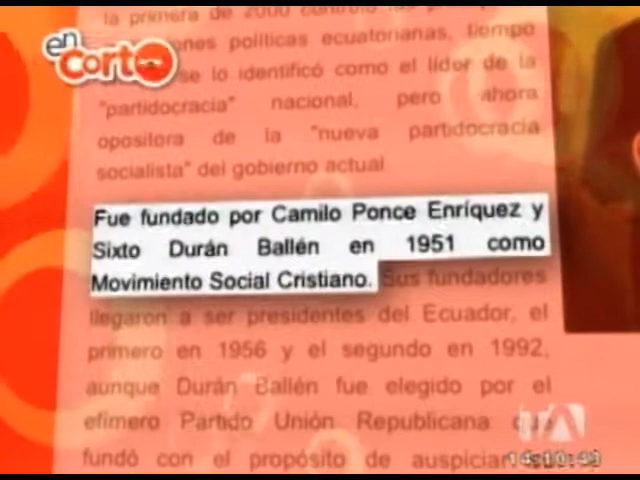 en
corto
la primera de 2000
políticas ecuatorianas, tiempo
se lo identificó como el líder de la
"partidocracia" nacional, pero ahora
opositora de la "nueva partidocracia
socialista" del gobierno actual
Fue fundado por Camilo Ponce Enríquez y
Sixto Durán Ballén en 1951 como
Movimiento Social Cristiano. Sus fundadores
llegaron a ser presidentes del Ecuador, el
primero en 1956 y el segundo en 1992,
aunque Durán Ballén fue elegido por el
efímero Partido Unión Republicana que
fundó con el propósito de auspiciar
14:10:43